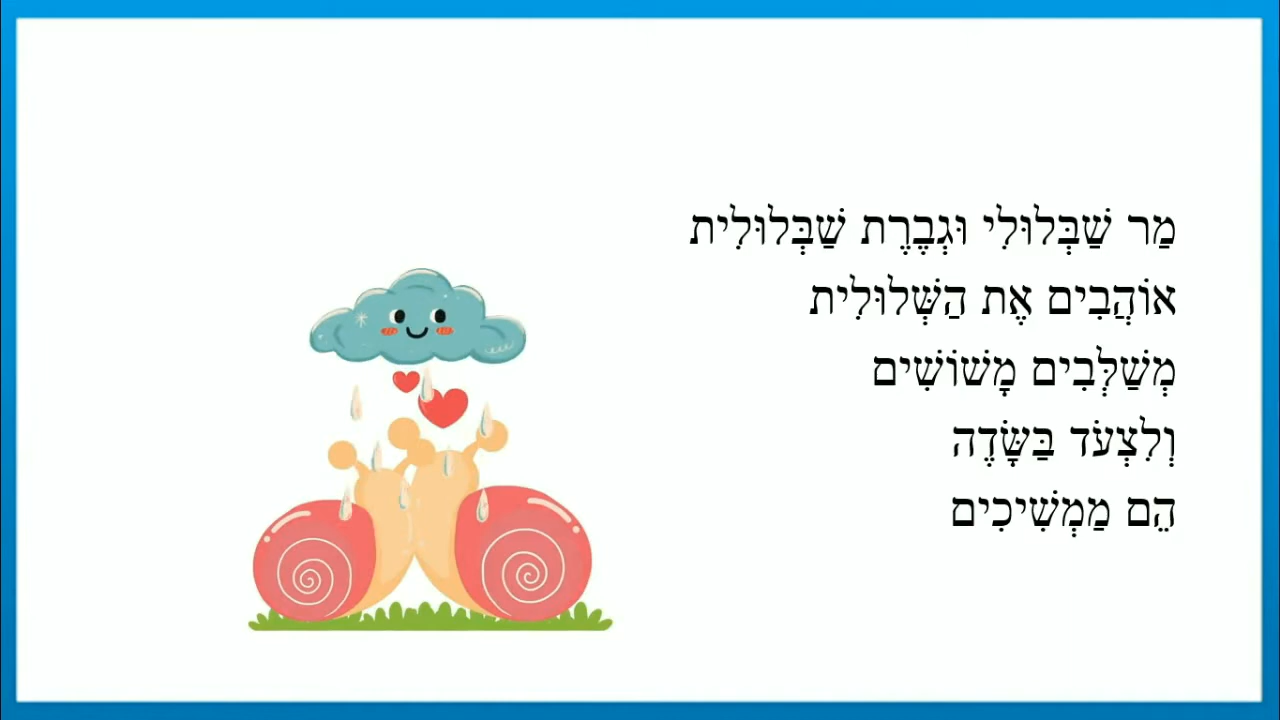 מַר שַׁבְּלוּלִי וּגְבֶרֶת שַׁבְּלוּלִית
אוֹהֲבִים אֶת הַשְּׁלוּלִית
מְשַׁלְּבִים מָשׁוֹשִׁים
וְלִצְעֹד בַּשָּׂדֶה
הֵם מַמְשִׁיכִים